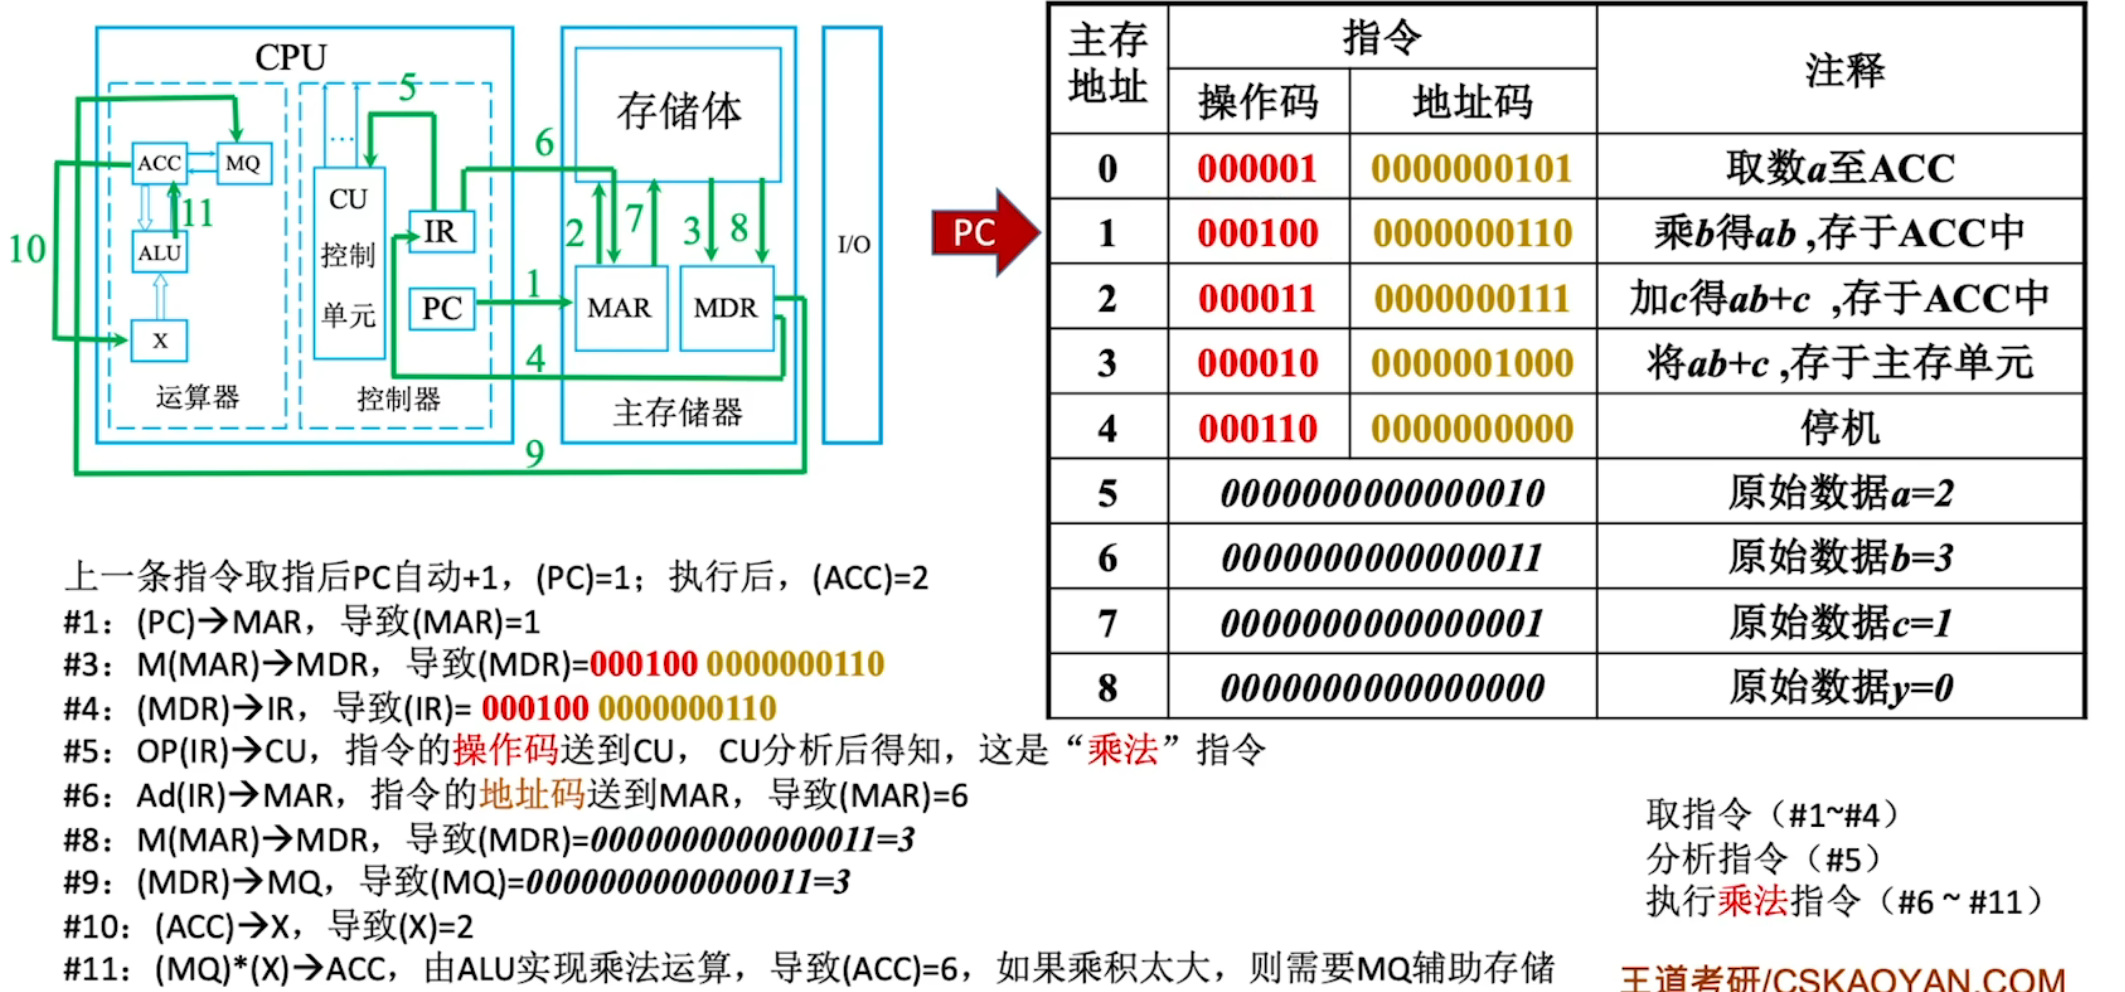 CPU
5
存储体
…
6
ACC
MQ
CU
控制
单元
IR
11
2
7
3
8
10
ALU
I/O
PC
1
MAR
MDR
X
4
运算器
控制器
主存储器
9
PC
主存地址 指令 注释
操作码 地址码
0 000001 0000000101 取数a至ACC
1 000100 0000000110 乘b得ab ,存于ACC中
2 000011 0000000111 加c得ab+c ,存于ACC中
3 000010 0000001000 将ab+c ,存于主存单元
4 000110 0000000000 停机
5 0000000000000010 原始数据a=2
6 0000000000000011 原始数据b=3
7 0000000000000001 原始数据c=1
8 0000000000000000 原始数据y=0
上一条指令取指后PC自动+1，(PC)=1；执行后，(ACC)=2
#1：(PC)→MAR，导致(MAR)=1
#3：M(MAR)→MDR，导致(MDR)=000100 0000000110
#4：(MDR)→IR，导致(IR)= 000100 0000000110
#5：OP(IR)→CU，指令的操作码送到CU， CU分析后得知，这是“乘法”指令
#6：Ad(IR)→MAR，指令的地址码送到MAR，导致(MAR)=6
#8：M(MAR)→MDR，导致(MDR)=0000000000000011=3
#9：(MDR)→MQ，导致(MQ)=0000000000000011=3
#10：(ACC)→X，导致(X)=2
#11：(MQ)*(X)→ACC，由ALU实现乘法运算，导致(ACC)=6，如果乘积太大，则需要MQ辅助存储
取指令（#1~#4）
分析指令（#5）
执行乘法指令（#6 ~ #11）
王道考研/CSKAOYAN.COM